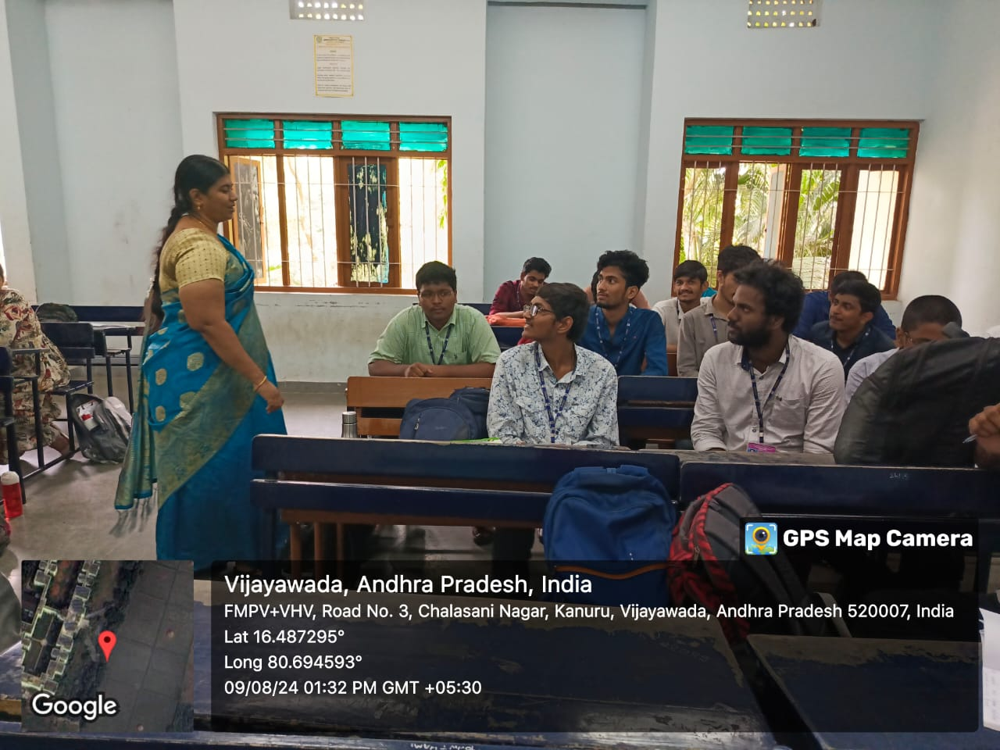 GPS Map Camera
Vijayawada, Andhra Pradesh, India
FMPV+VHV, Road No. 3, Chalasani Nagar, Kanuru, Vijayawada, Andhra Pradesh 520007, India
Lat 16.487295°
Long 80.694593°
09/08/24 01:32 PM GMT +05:30
Google